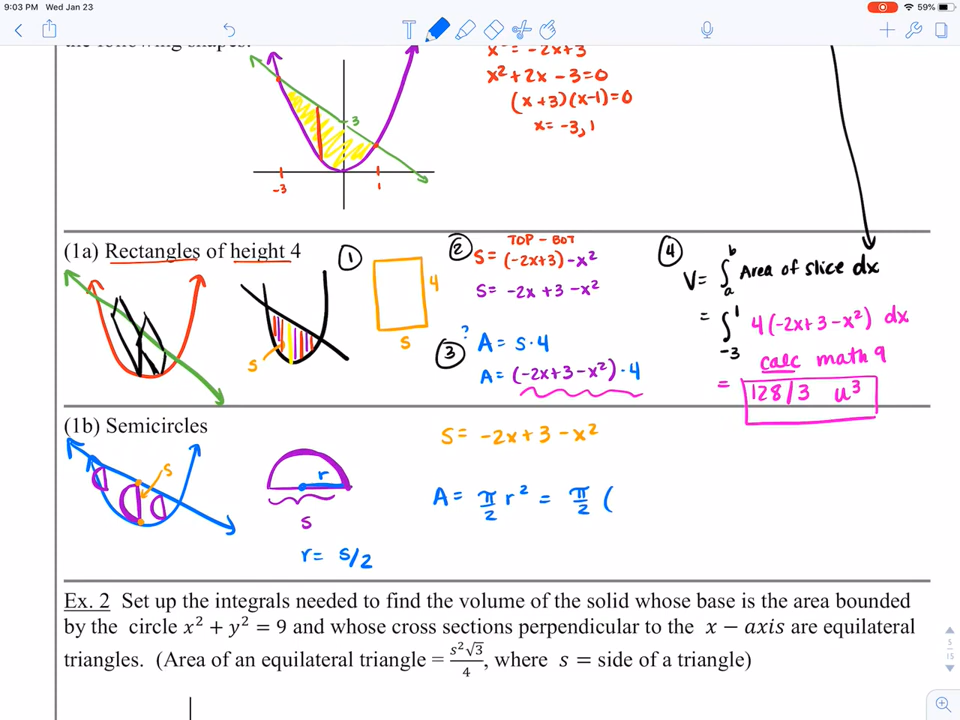 9:03 PM Wed Jan 23
59%
the following shapes.
x² = -2x+3
x² + 2x - 3 = 0
(x+3)(x-1) = 0
x = -3, 1
3
-3
1
(1a) Rectangles of height 4
①
4
s
s
②
TOP - BOT
s = (-2x+3) - x²
s = -2x + 3 - x²
?
③
A = s·4
A = (-2x+3-x²)·4
④
V = ∫ₐᵇ Area of slice dx
= ∫₋₃¹ 4(-2x+3-x²) dx
calc math 9
= 128/3 u³
(1b) Semicircles
s
r
s
r = s/2
s = -2x+3-x²
A = π/2 r² = π/2 (
Ex. 2 Set up the integrals needed to find the volume of the solid whose base is the area bounded
by the circle x² + y² = 9 and whose cross sections perpendicular to the x − axis are equilateral
triangles. (Area of an equilateral triangle = s²√3/4, where s = side of a triangle)
5
15